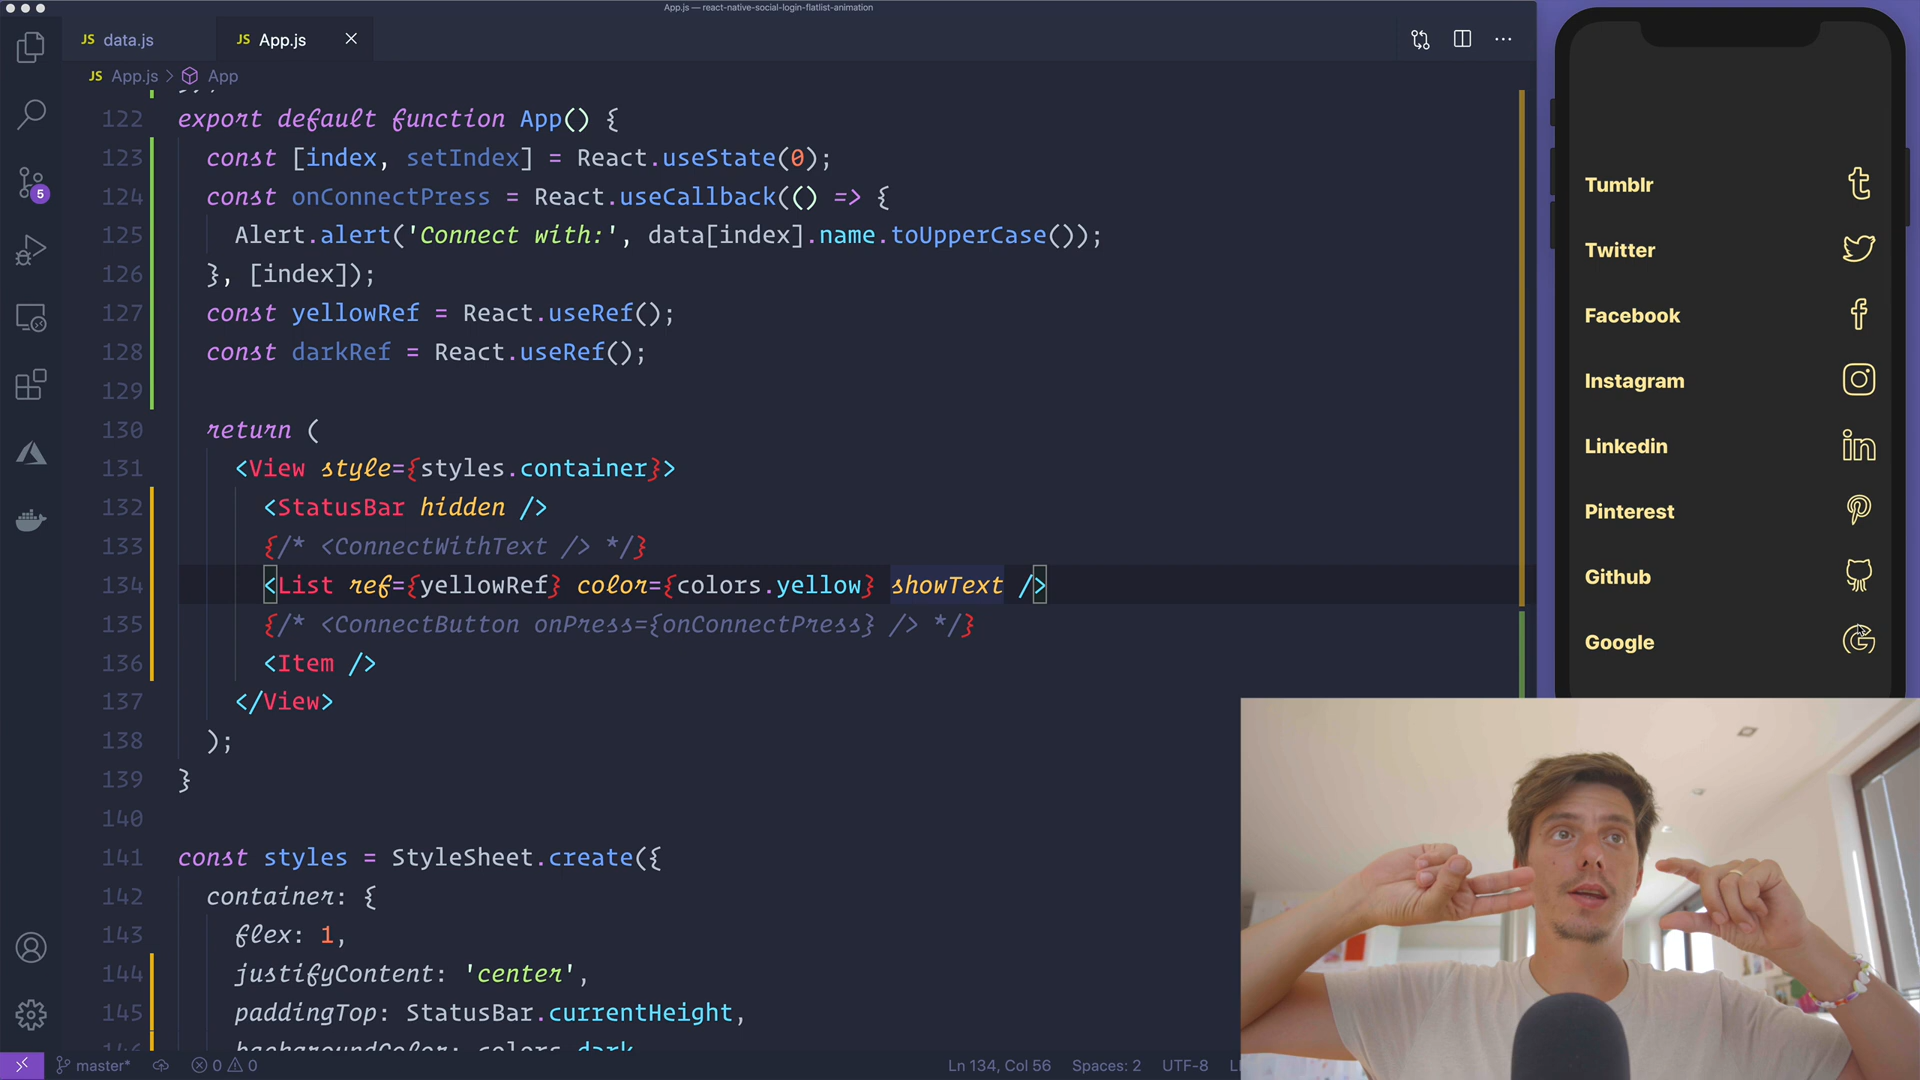 App.js — react-native-social-login-flatlist-animation
JS data.js
JS App.js
JS App.js > App
122 export default function App() {
123 const [index, setIndex] = React.useState(0);
124 const onConnectPress = React.useCallback(() => {
125 Alert.alert('Connect with:', data[index].name.toUpperCase());
126 }, [index]);
127 const yellowRef = React.useRef();
128 const darkRef = React.useRef();
129
130 return (
131 <View style={styles.container}>
132 <StatusBar hidden />
133 {/* <ConnectWithText /> */}
134 <List ref={yellowRef} color={colors.yellow} showText />
135 {/* <ConnectButton onPress={onConnectPress} /> */}
136 <Item />
137 </View>
138 );
139 }
140
141 const styles = StyleSheet.create({
142 container: {
143 flex: 1,
144 justifyContent: 'center',
145 paddingTop: StatusBar.currentHeight,
146 backgroundColor: colors.dark
5
master* 0 0
Ln 134, Col 56 Spaces: 2 UTF-8
Tumblr
Twitter
Facebook
Instagram
Linkedin
Pinterest
Github
Google